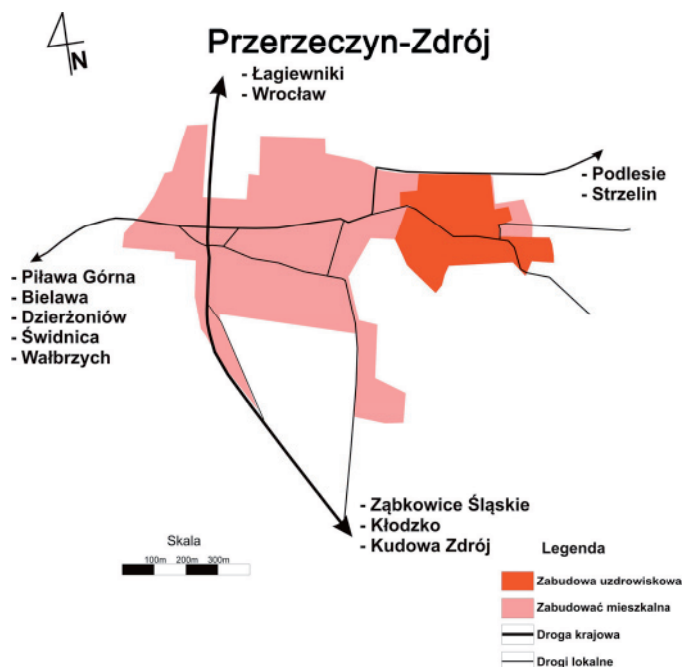 N
Przerzeczyn-Zdrój
- Łagiewniki
- Wrocław
- Podlesie
- Strzelin
- Piława Górna
- Bielawa
- Dzierżoniów
- Świdnica
- Wałbrzych
- Ząbkowice Śląskie
- Kłodzko
- Kudowa Zdrój
Skala
100m 200m 300m
Legenda
Zabudowa uzdrowiskowa
Zabudować mieszkalna
Droga krajowa
Drogi lokalne